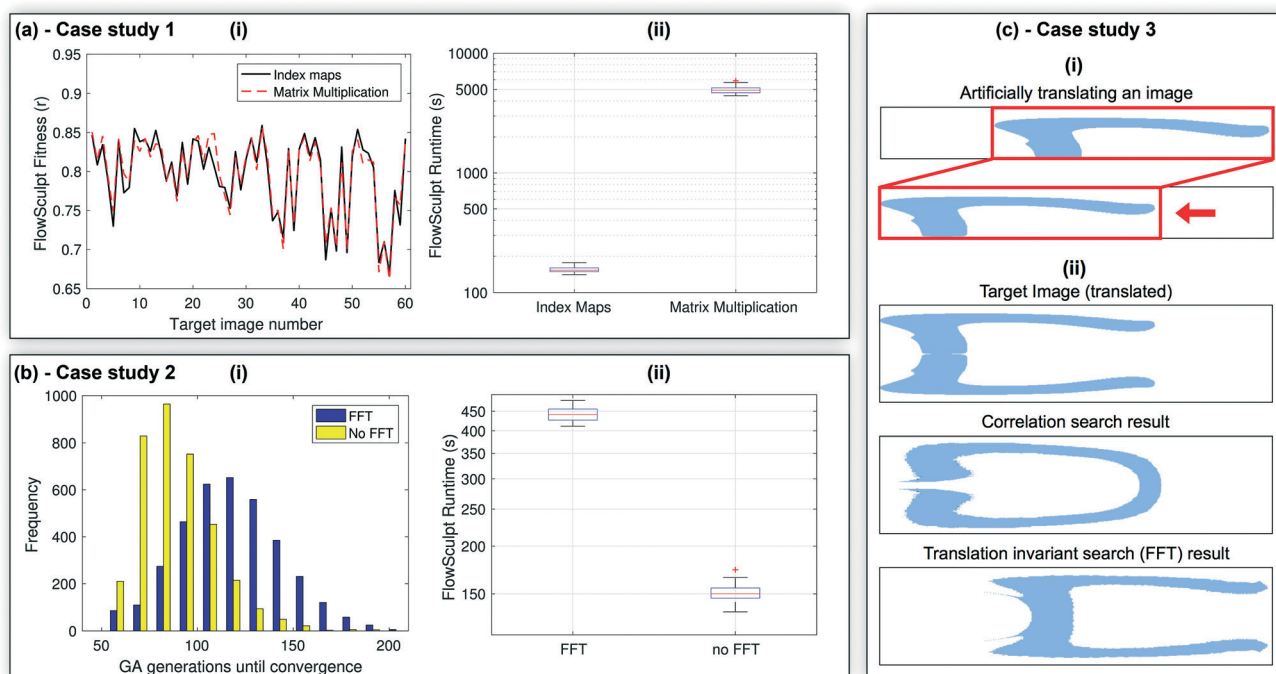 (a) - Case study 1
(i)
(ii)
0.95
0.9
0.85
0.8
0.75
0.7
0.65
FlowSculpt Fitness (r)
Index maps
Matrix Multiplication
0
10
20
30
40
50
60
Target image number
10000
5000
1000
500
100
FlowSculpt Runtime (s)
Index Maps
Matrix Multiplication
(b) - Case study 2
(i)
(ii)
1000
800
600
400
200
0
Frequency
FFT
No FFT
50
100
150
200
GA generations until convergence
450
400
350
300
250
200
150
FlowSculpt Runtime (s)
FFT
no FFT
(c) - Case study 3
(i)
Artificially translating an image
(ii)
Target Image (translated)
Correlation search result
Translation invariant search (FFT) result